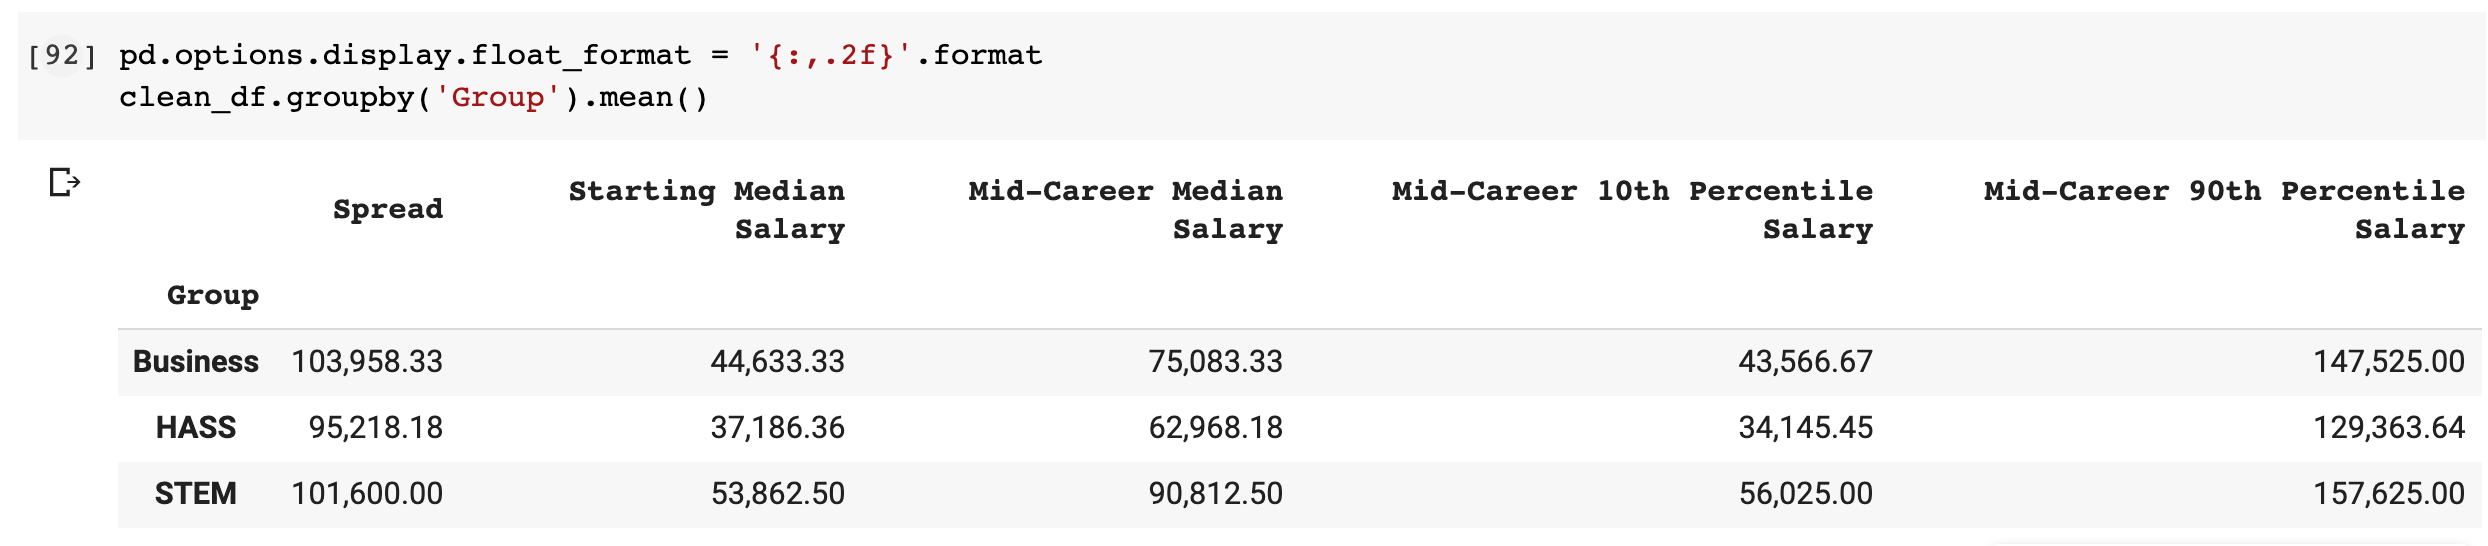 [92] pd.options.display.float_format = '{:,.2f}'.format
clean_df.groupby('Group').mean()
Spread Starting Median Salary Mid-Career Median Salary Mid-Career 10th Percentile Salary Mid-Career 90th Percentile Salary
Group
Business 103,958.33 44,633.33 75,083.33 43,566.67 147,525.00
HASS 95,218.18 37,186.36 62,968.18 34,145.45 129,363.64
STEM 101,600.00 53,862.50 90,812.50 56,025.00 157,625.00